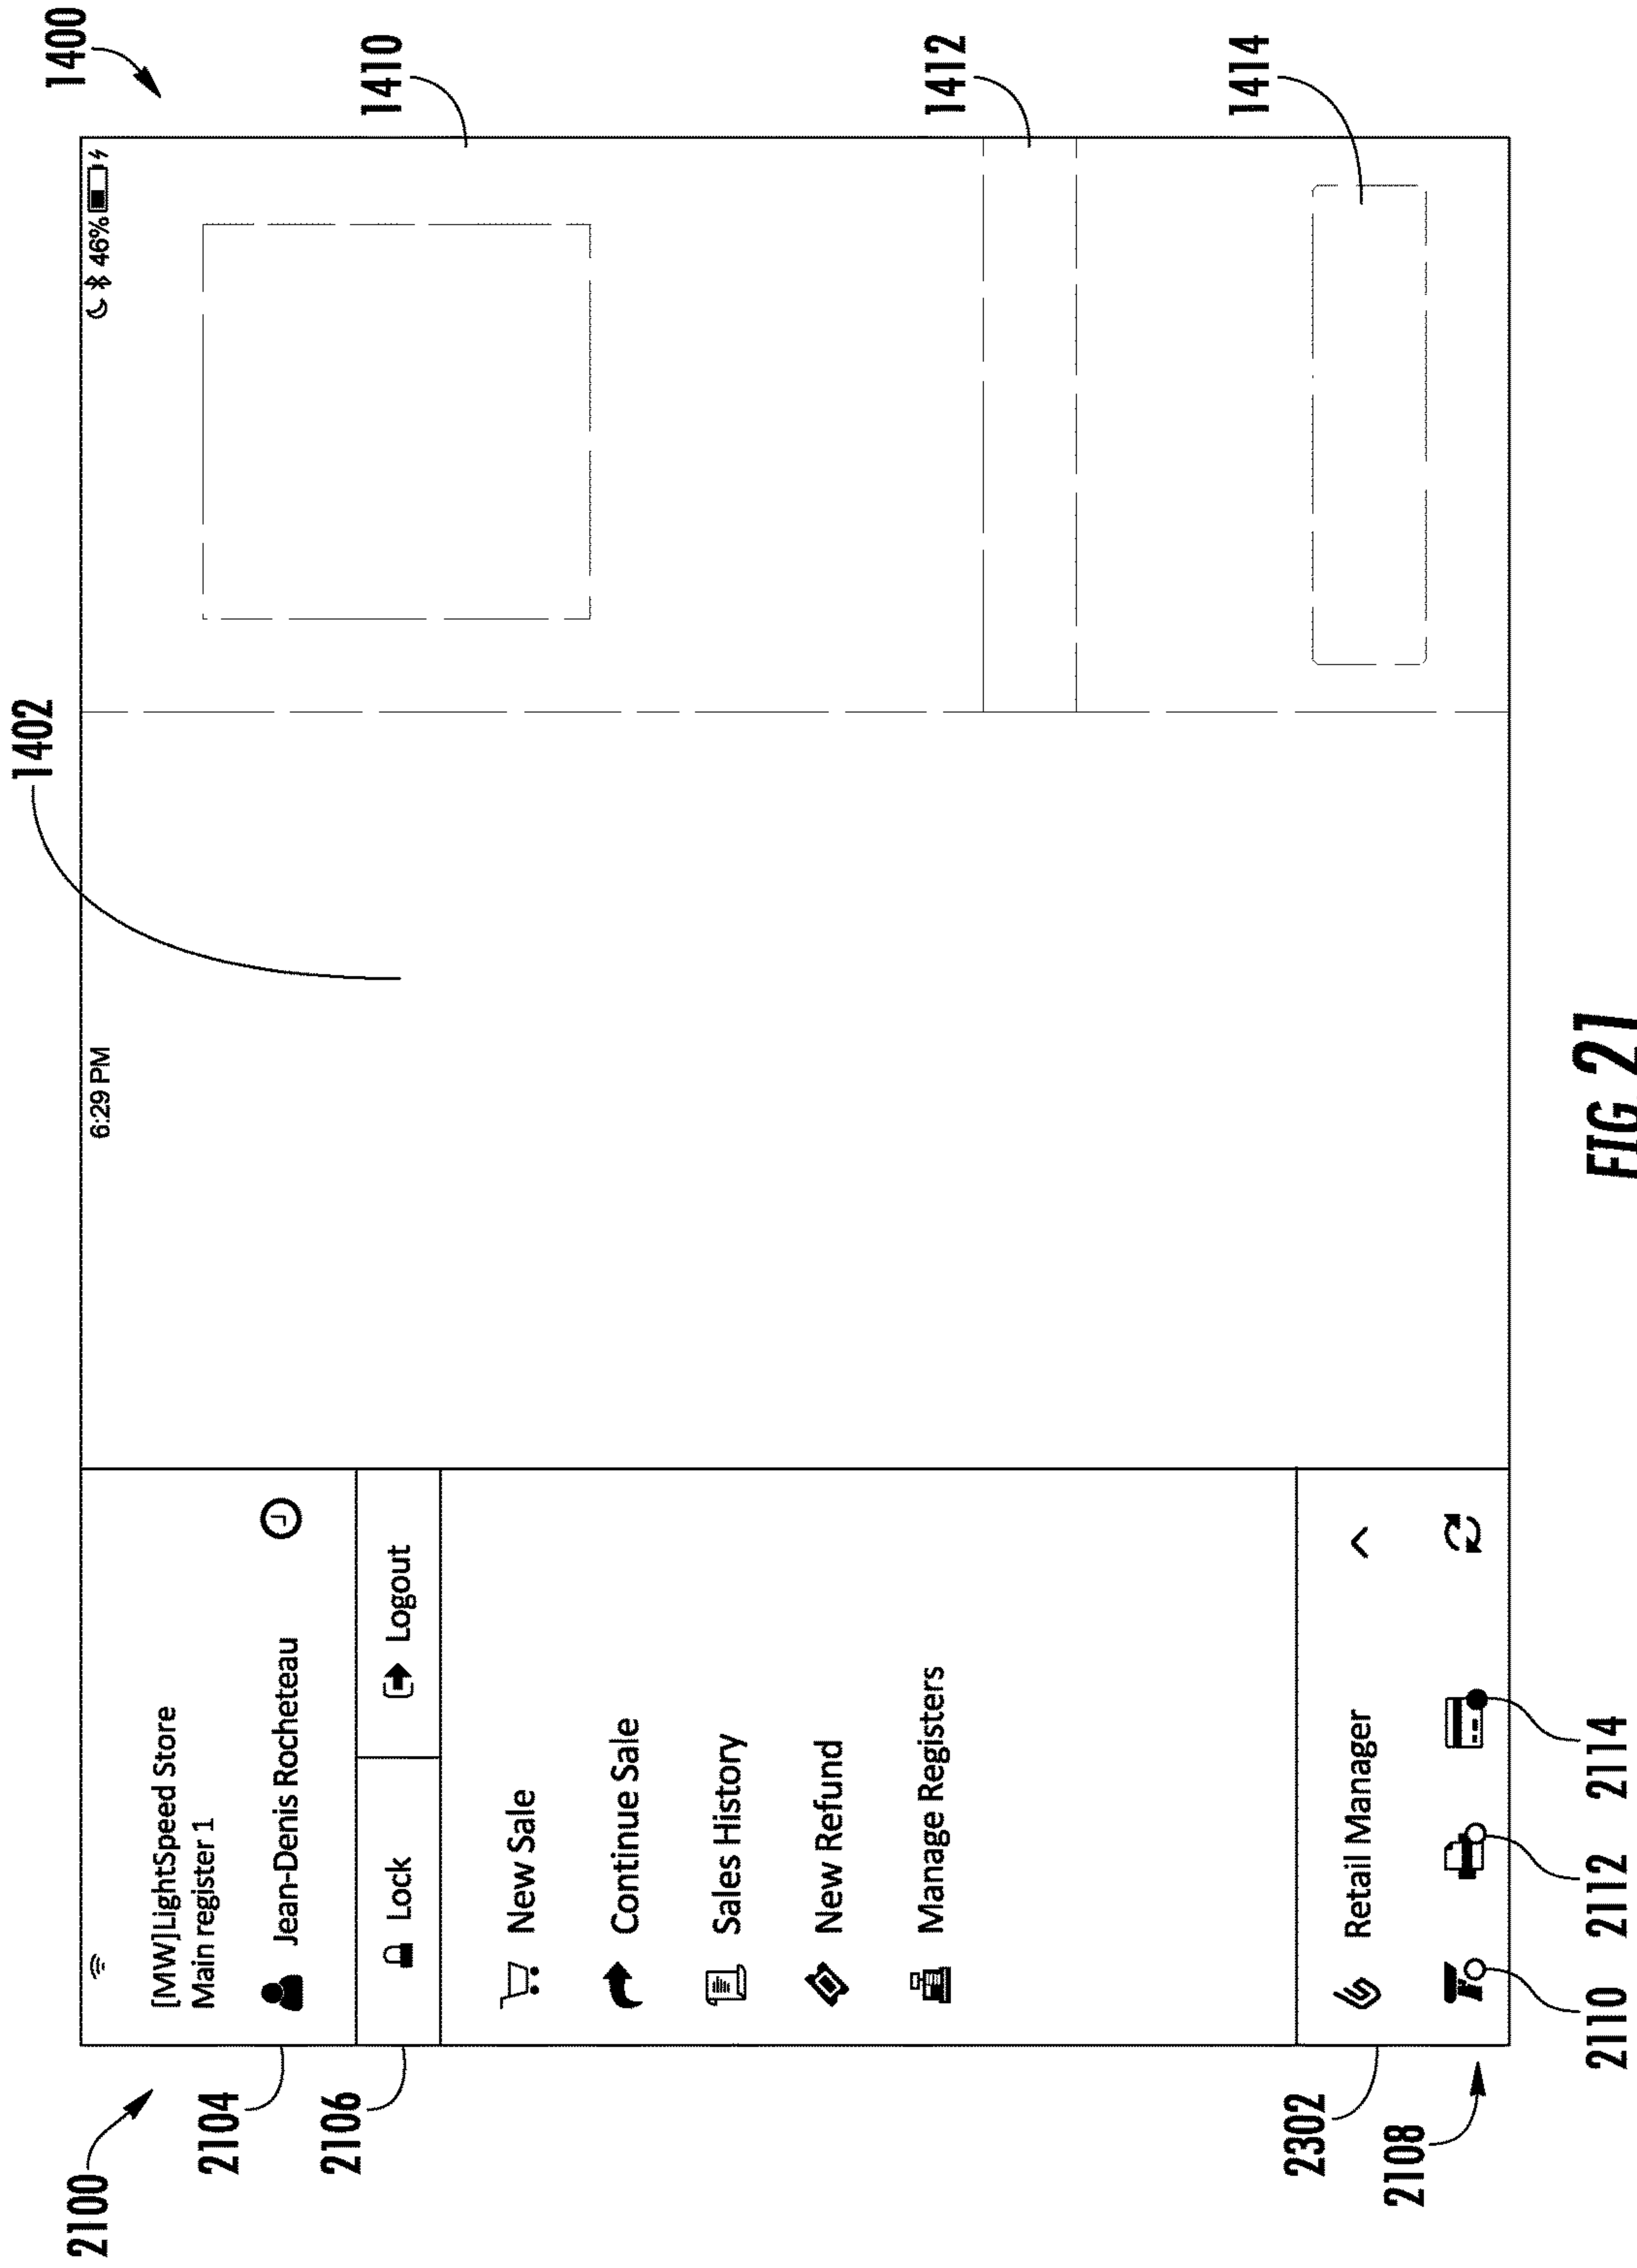 2100
1402
1400
6:29 PM
46%
[MW]LightSpeed Store
Main register 1
2104
Jean-Denis Rocheteau
2106
Lock
Logout
1410
New Sale
Continue Sale
Sales History
New Refund
Manage Registers
1412
1414
2302
Retail Manager
2108
2110
2112
2114
FIG 21